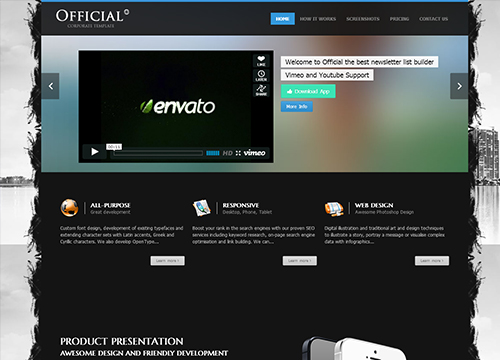 OFFICIAL
CORPORATE TEMPLATE
HOME HOW IT WORKS SCREENSHOTS PRICING CONTACT US
LIKE
LATER
SHARE
envato
00:15
HD vimeo
Welcome to Official the best newsletter list builder
Vimeo and Youtube Support
Download App
More Info
ALL-PURPOSE
Great development
Custom font design, development of existing typefaces and
extending character sets with Latin accents, Greek and
Cyrillic characters. We also develop OpenType...
Learn more
RESPONSIVE
Desktop, Phone, Tablet
Boost your rank in the search engines with our proven SEO
services including keyword research, on-page search engine
optimisation and link building. We can...
Learn more
WEB DESIGN
Awesome Photoshop Design
Digital illustration and traditional art and design techniques
to illustrate a story, portray a message or visualise complex
data with infographics...
Learn more
PRODUCT PRESENTATION
AWESOME DESIGN AND FRIENDLY DEVELOPMENT